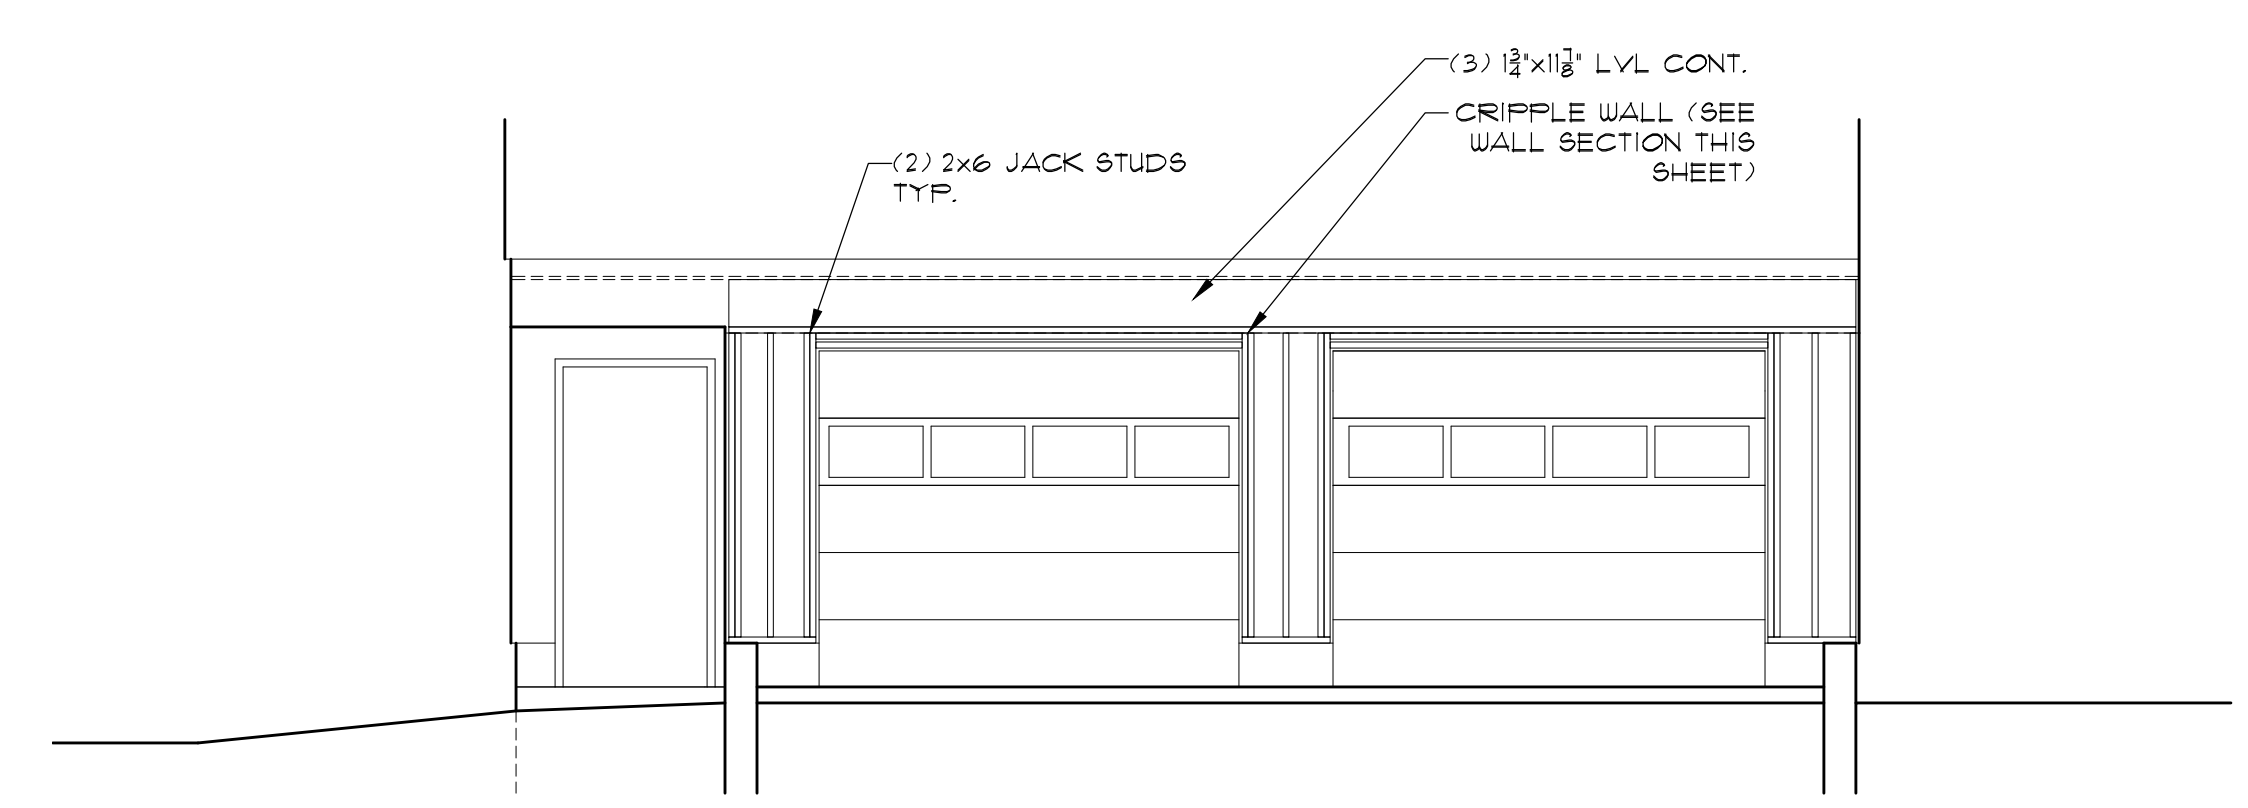 (3) 1¾"x11⅞" LVL CONT.
CRIPPLE WALL (SEE
WALL SECTION THIS
SHEET)
(2) 2x6 JACK STUDS
TYP.